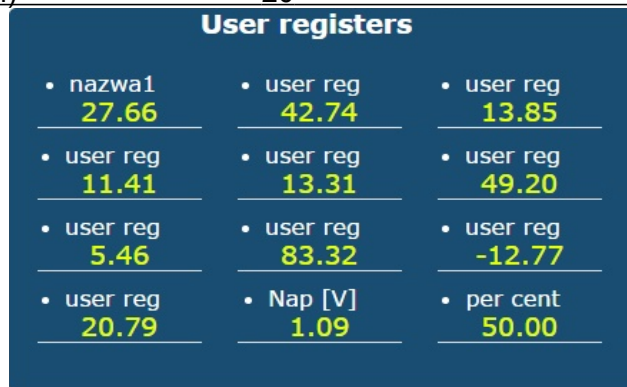 User registers
• nazwa1 • user reg • user reg
27.66 42.74 13.85
• user reg • user reg • user reg
11.41 13.31 49.20
• user reg • user reg • user reg
5.46 83.32 -12.77
• user reg • Nap [V] • per cent
20.79 1.09 50.00